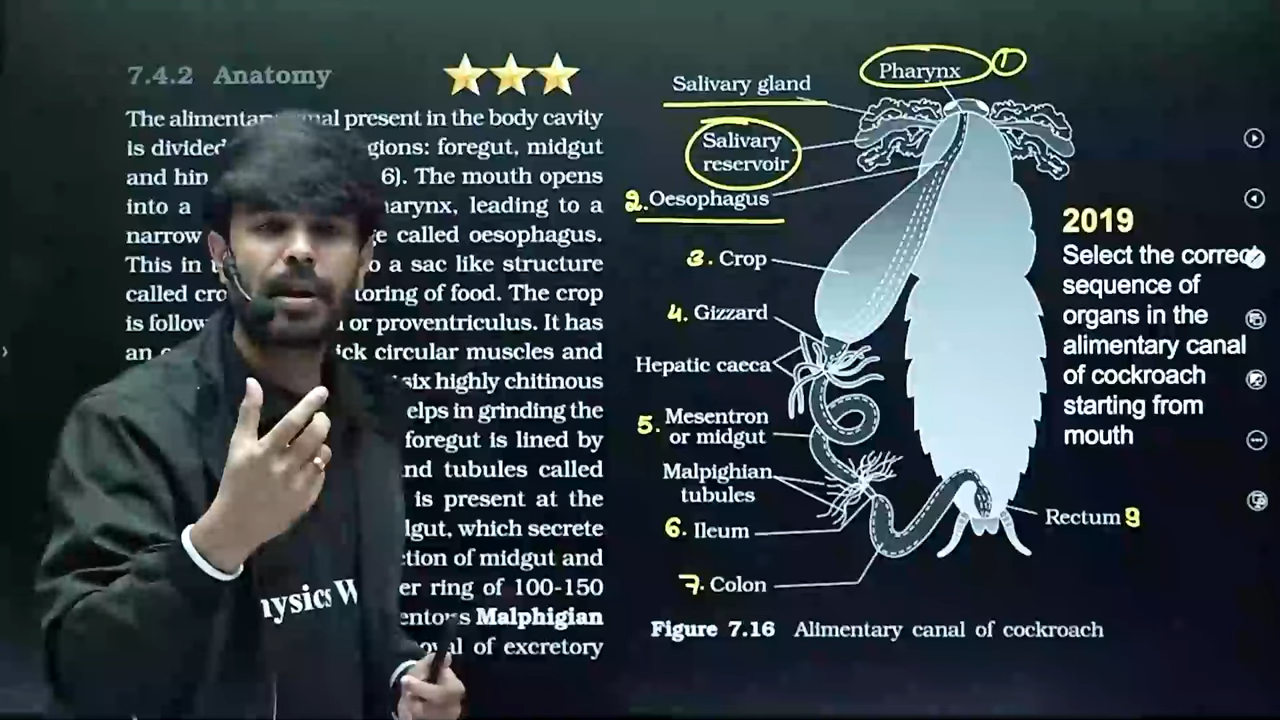 7.4.2 Anatomy
The alimentary canal present in the body cavity
is divided gions: foregut, midgut
and hin 6). The mouth opens
into a harynx, leading to a
narrow e called oesophagus.
This in o a sac like structure
called cro toring of food. The crop
is follow or proventriculus. It has
an ick circular muscles and
six highly chitinous
elps in grinding the
foregut is lined by
nd tubules called
is present at the
dgut, which secrete
ction of midgut and
er ring of 100-150
Malphigian
of excretory
Pharynx 1
Salivary gland
Salivary
reservoir
2. Oesophagus
3. Crop
4. Gizzard
Hepatic caeca
5. Mesentron
or midgut
Malpighian
tubules
6. Ileum
7. Colon
Rectum 9
Figure 7.16 Alimentary canal of cockroach
2019
Select the correc
sequence of
organs in the
alimentary canal
of cockroach
starting from
mouth
hysics W